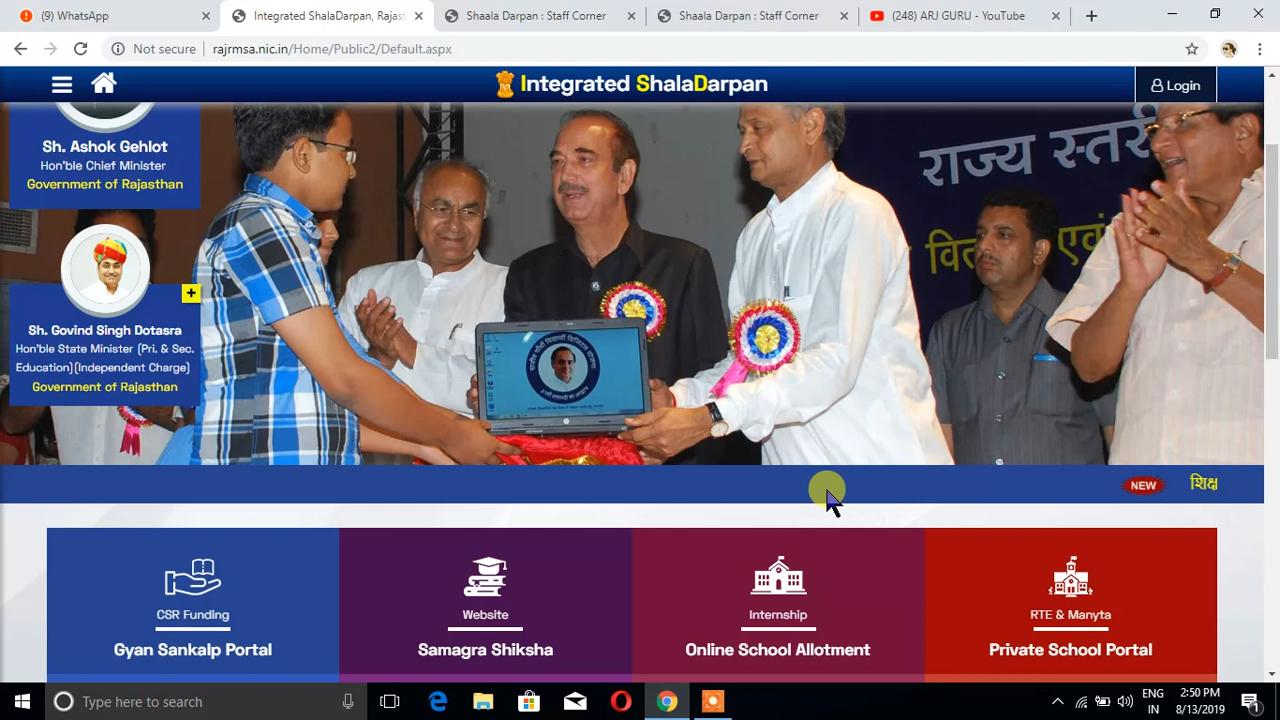 (9) WhatsApp
Integrated ShalaDarpan, Rajast
Shaala Darpan : Staff Corner
Shaala Darpan : Staff Corner
(248) ARJ GURU - YouTube
Not secure
rajrmsa.nic.in/Home/Public2/Default.aspx
Integrated ShalaDarpan
Login
Sh. Ashok Gehlot
Hon'ble Chief Minister
Government of Rajasthan
राज्य स्तरी
Sh. Govind Singh Dotasra
Hon'ble State Minister (Pri. & Sec.
Education)(Independent Charge)
Government of Rajasthan
NEW
शिक्ष
CSR Funding
Gyan Sankalp Portal
Website
Samagra Shiksha
Internship
Online School Allotment
RTE & Manyta
Private School Portal
Type here to search
ENG
IN
2:50 PM
8/13/2019
1